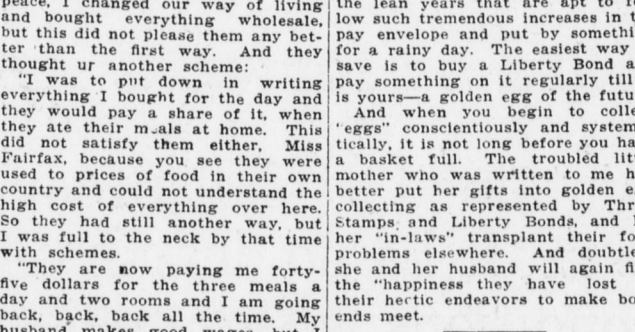 peace, I changed our way of living
and bought everything wholesale,
but this did not please them any bet-
ter than the first way. And they
thought ur another scheme:
"I was to put down in writing
everything I bought for the day and
they would pay a share of it, when
they ate their m als at home. This
did not satisfy them either, Miss
Fairfax, because you see they were
used to prices of food in their own
country and could not understand the
high cost of everything over here.
So they had still another way, but
I was full to the neck by that time
with schemes.
"They are now paying me forty-
five dollars for the three meals a
day and two rooms and I am going
back, back, back all the time. My
husband makes good wages, but I
the lean years that are apt to
low such tremendous increases in
pay envelope and put by somethi
for a rainy day. The easiest way
save is to buy a Liberty Bond a
pay something on it regularly till
is yours—a golden egg of the futu
And when you begin to colle
"eggs" conscientiously and system
tically, it is not long before you ha
a basket full. The troubled litt
mother who was written to me h
better put her gifts into golden e
collecting as represented by Thr
Stamps and Liberty Bonds, and
her "in-laws" transplant their fo
problems elsewhere. And doubtle
she and her husband will again fi
the "happiness they have lost
their hectic endeavors to make bo
ends meet.